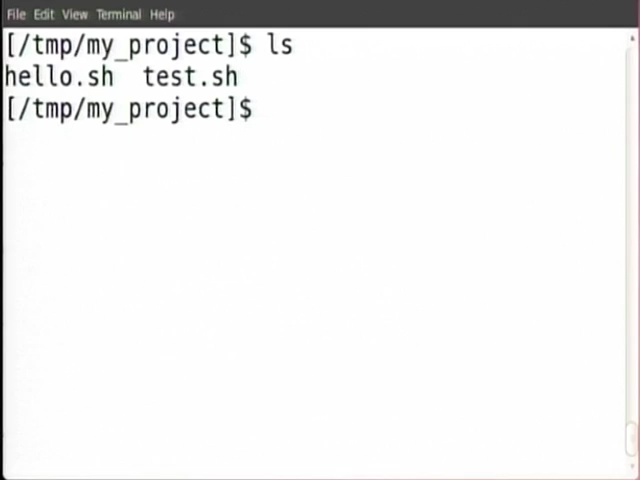 File Edit View Terminal Help
[/tmp/my_project]$ ls
hello.sh  test.sh
[/tmp/my_project]$